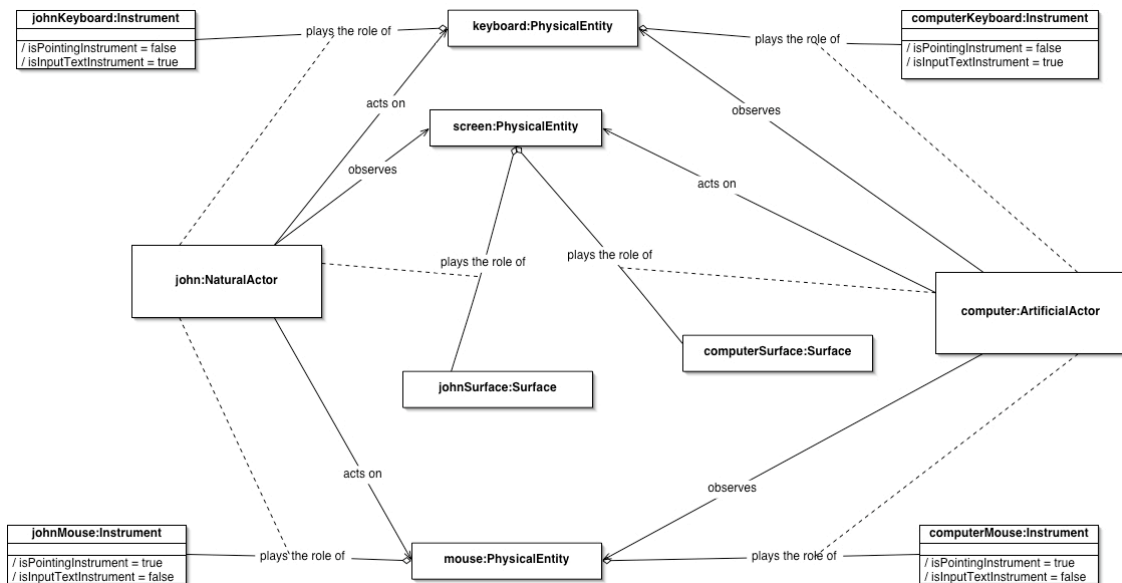 johnKeyboard:Instrument
/ isPointingInstrument = false
/ isInputTextInstrument = true
plays the role of
keyboard:PhysicalEntity
plays the role of
computerKeyboard:Instrument
/ isPointingInstrument = false
/ isInputTextInstrument = true
acts on
observes
screen:PhysicalEntity
observes
acts on
plays the role of
plays the role of
john:NaturalActor
computer:ArtificialActor
computerSurface:Surface
johnSurface:Surface
acts on
observes
johnMouse:Instrument
/ isPointingInstrument = true
/ isInputTextInstrument = false
plays the role of
mouse:PhysicalEntity
plays the role of
computerMouse:Instrument
/ isPointingInstrument = true
/ isInputTextInstrument = false